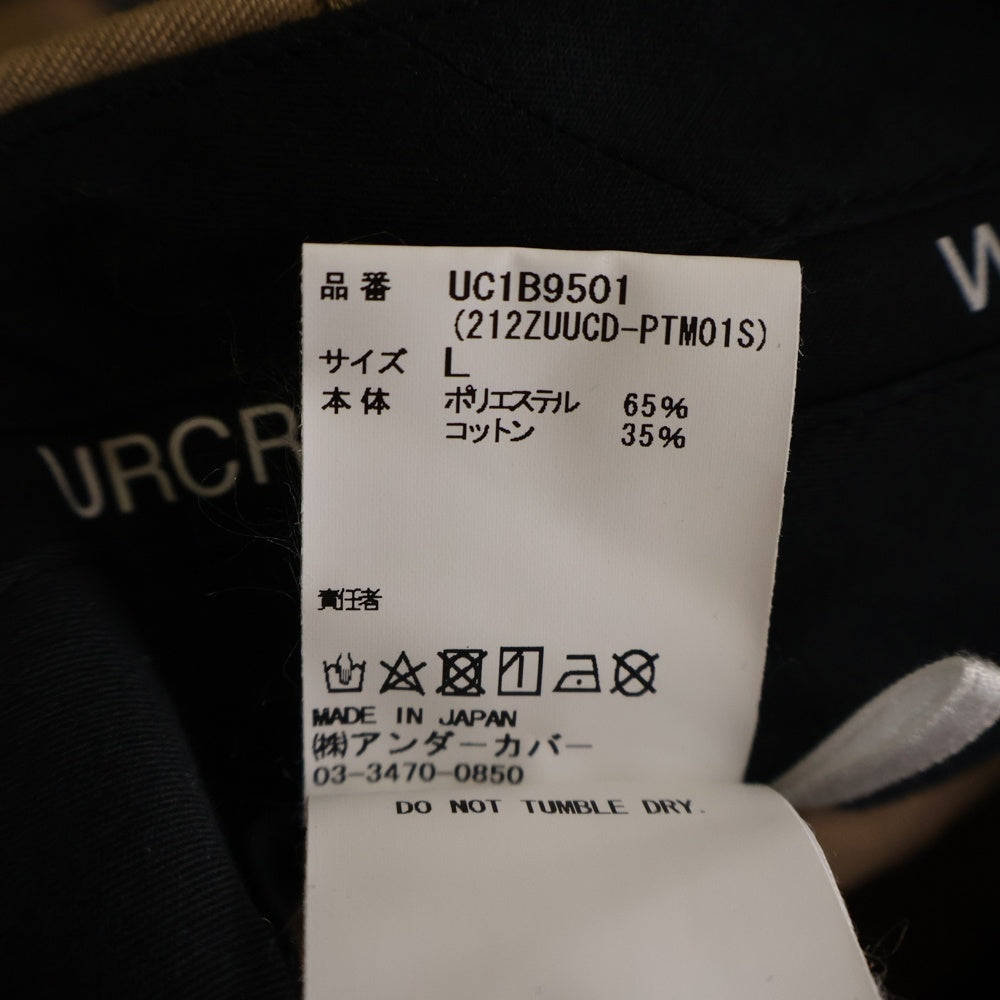 品番 UC1B9501
(212ZUUCD-PTM01S)
サイズ L
本体 ポリエステル 65%
コットン 35%
責任者
MADE IN JAPAN
(株)アンダーカバー
03-3470-0850
DO NOT TUMBLE DRY.